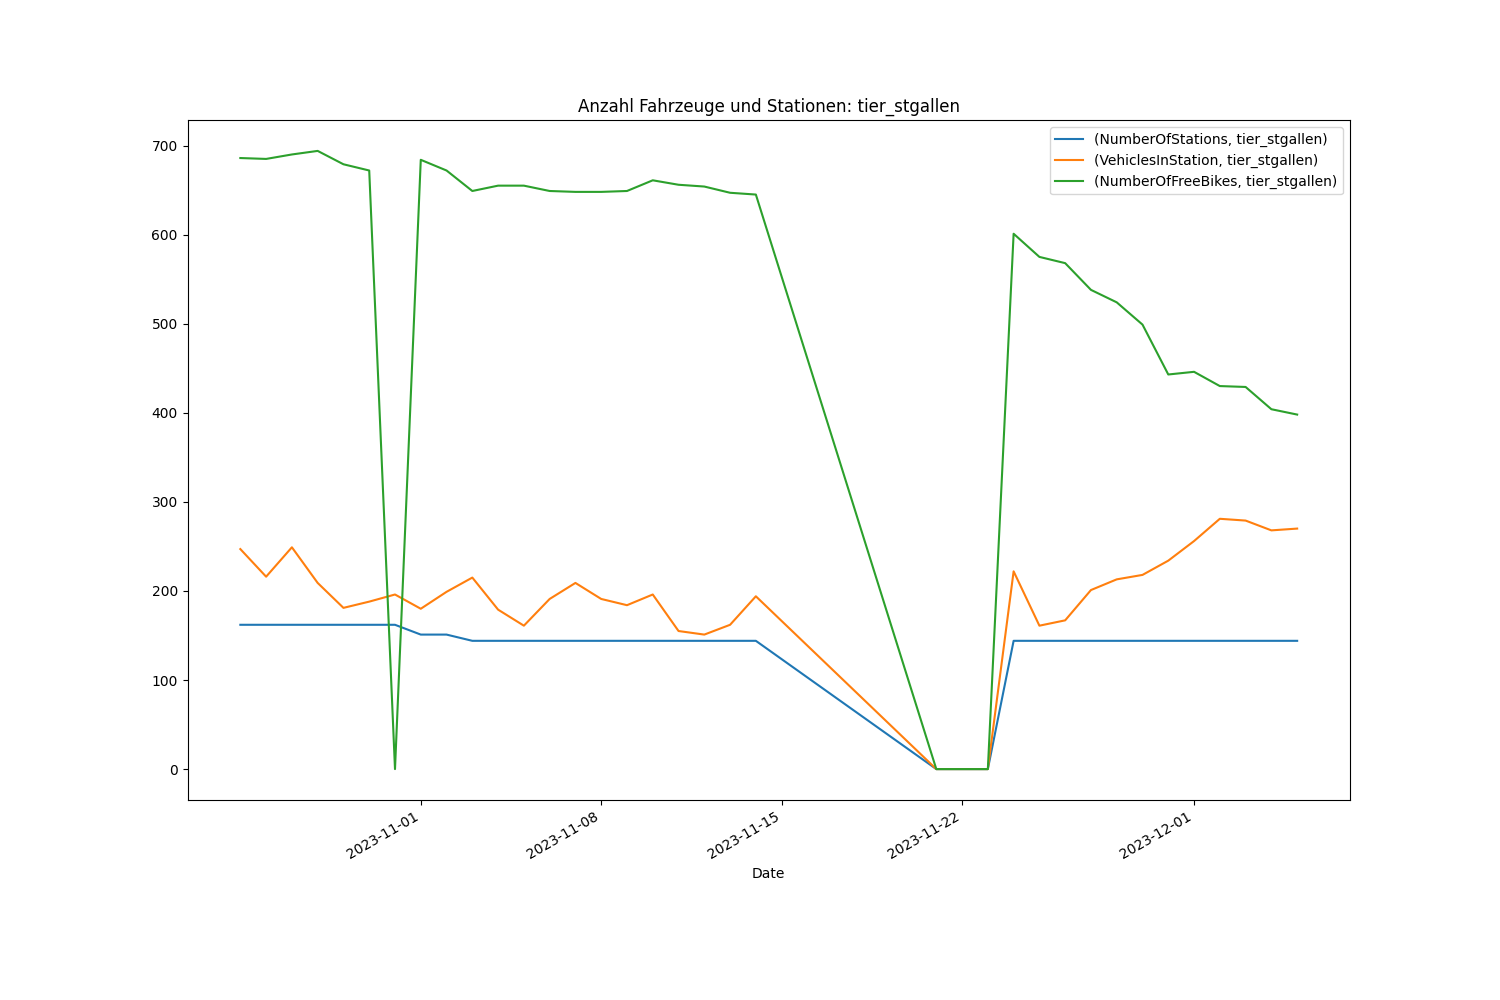 Anzahl Fahrzeuge und Stationen: tier_stgallen
(NumberOfStations, tier_stgallen)
(VehiclesInStation, tier_stgallen)
(NumberOfFreeBikes, tier_stgallen)
700
600
500
400
300
200
100
0
2023-11-01
2023-11-08
2023-11-15
2023-11-22
2023-12-01
Date